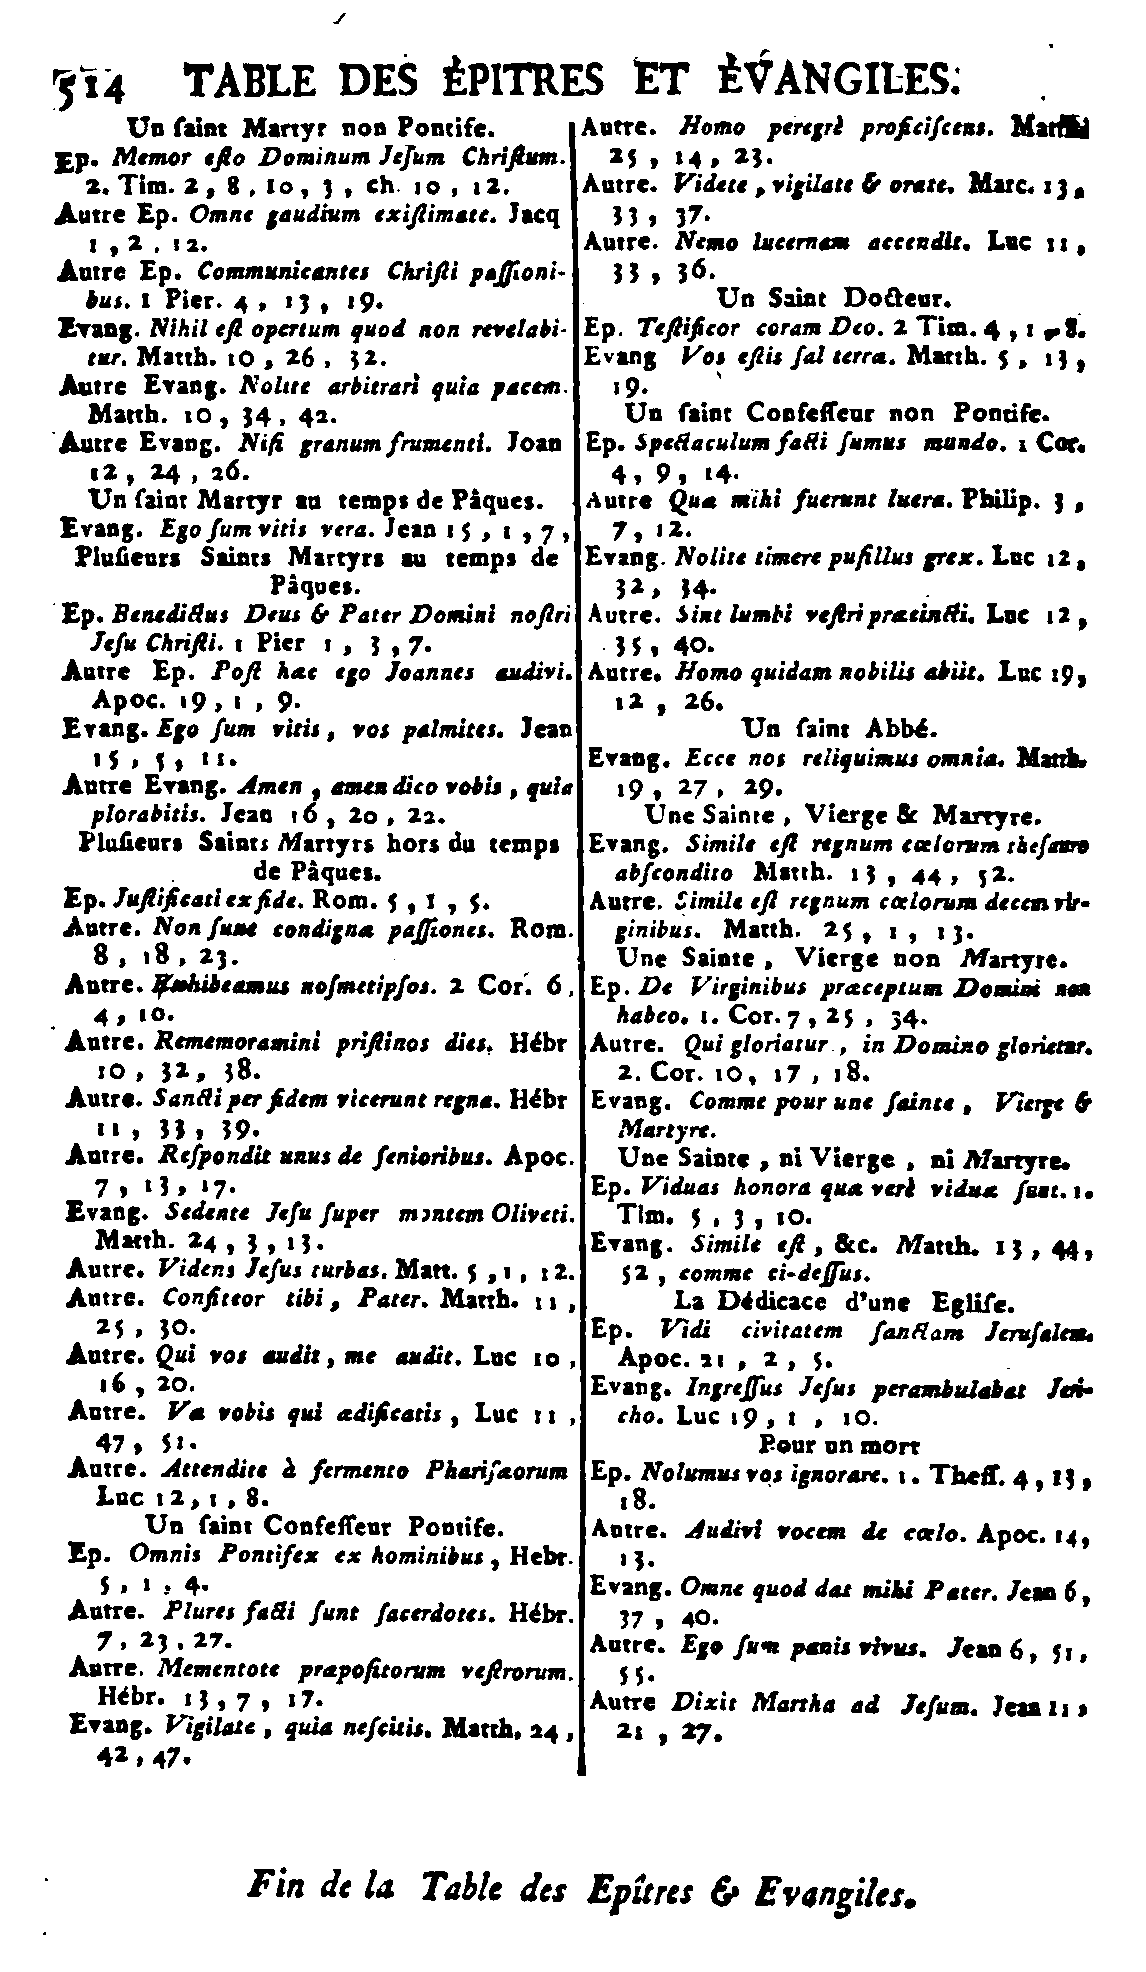 514 TABLE DES ÉPITRES ET ÉVANGILES.
Un ſaint Martyr non Pontife.
Ep. Memor eſto Dominum Jeſum Chriſtum.
2. Tim. 2, 8, 10, 3, ch. 10, 12.
Autre Ep. Omne gaudium exiſtimate. Jacq
1, 2, 12.
Autre Ep. Communicantes Chriſti paſſioni-
bus. 1 Pier. 4, 13, 19.
Evang. Nihil eſt opertum quod non revelabi-
tur. Matth. 10, 26, 32.
Autre Evang. Nolite arbitrari quia pacem.
Matth. 10, 34, 42.
Autre Evang. Niſi granum frumenti. Joan
12, 24, 26.
Un ſaint Martyr au temps de Pâques.
Evang. Ego ſum vitis vera. Jean 15, 1, 7,
Pluſieurs Saints Martyrs au temps de
Pâques.
Ep. Benedictus Deus & Pater Domini noſtri
Jeſu Chriſti. 1 Pier 1, 3, 7.
Autre Ep. Poſt hæc ego Joannes audivi.
Apoc. 19, 1, 9.
Evang. Ego ſum vitis, vos palmites. Jean
15, 5, 11.
Autre Evang. Amen, amen dico vobis, quia
plorabitis. Jean 16, 20, 22.
Pluſieurs Saints Martyrs hors du temps
de Pâques.
Ep. Juſtificati ex fide. Rom. 5, 1, 5.
Autre. Non ſunt condignæ paſſiones. Rom.
8, 18, 23.
Autre. Exhibeamus noſmetipſos. 2 Cor. 6,
4, 10.
Autre. Rememoramini priſtinos dies. Hébr
10, 32, 38.
Autre. Sancti per fidem vicerunt regna. Hébr
11, 33, 39.
Autre. Reſpondit unus de ſenioribus. Apoc.
7, 13, 17.
Evang. Sedente Jeſu ſuper montem Oliveti.
Matth. 24, 3, 13.
Autre. Videns Jeſus turbas. Matt. 5, 1, 12.
Autre. Confiteor tibi, Pater. Matth. 11,
25, 30.
Autre. Qui vos audit, me audit. Luc 10,
16, 20.
Autre. Væ vobis qui ædificatis, Luc 11,
47, 51.
Autre. Attendite à fermento Phariſæorum
Luc 12, 1, 8.
Un ſaint Confeſſeur Pontife.
Ep. Omnis Pontifex ex hominibus, Hebr.
5, 1, 4.
Autre. Plures facti ſunt ſacerdotes. Hébr.
7, 23, 27.
Autre. Mementote præpoſitorum veſtrorum.
Hébr. 13, 7, 17.
Evang. Vigilate, quia neſcitis. Matth. 24,
42, 47.
Autre. Homo peregrè proficiſcens. Matth
25, 14, 23.
Autre. Videte, vigilate & orate. Marc. 13,
33, 37.
Autre. Nemo lucernam accendit. Luc 11,
33, 36.
Un Saint Docteur.
Ep. Teſtificor coram Deo. 2 Tim. 4, 1, 8.
Evang Vos eſtis ſal terra. Matth. 5, 13,
19.
Un ſaint Confeſſeur non Pontife.
Ep. Spectaculum facti ſumus mundo. 1 Cor.
4, 9, 14.
Autre Quæ mihi fuerunt lucra. Philip. 3,
7, 12.
Evang. Nolite timere puſillus grex. Luc 12,
32, 34.
Autre. Sint lumbi veſtri præcincti. Luc 12,
35, 40.
Autre. Homo quidam nobilis abiit. Luc 19,
12, 26.
Un ſaint Abbé.
Evang. Ecce nos reliquimus omnia. Matth.
19, 27, 29.
Une Sainte, Vierge & Martyre.
Evang. Simile eſt regnum cœlorum theſauro
abſcondito Matth. 13, 44, 52.
Autre. Simile eſt regnum cœlorum decem vir-
ginibus. Matth. 25, 1, 13.
Une Sainte, Vierge non Martyre.
Ep. De Virginibus præceptum Domini non
habeo. 1. Cor. 7, 25, 34.
Autre. Qui gloriatur, in Domino glorietur.
2. Cor. 10, 17, 18.
Evang. Comme pour une ſainte, Vierge &
Martyre.
Une Sainte, ni Vierge, ni Martyre.
Ep. Viduas honora quæ verè viduæ ſunt. 1.
Tim. 5, 3, 10.
Evang. Simile eſt, &c. Matth. 13, 44,
52, comme ci-deſſus.
La Dédicace d'une Egliſe.
Ep. Vidi civitatem ſanctam Jeruſalem.
Apoc. 21, 2, 5.
Evang. Ingreſſus Jeſus perambulabat Jeri-
cho. Luc 19, 1, 10.
Pour un mort
Ep. Nolumus vos ignorare. 1. Theſſ. 4, 13,
18.
Autre. Audivi vocem de cœlo. Apoc. 14,
13.
Evang. Omne quod dat mihi Pater. Jean 6,
37, 40.
Autre. Ego ſum panis vivus. Jean 6, 51,
55.
Autre Dixit Martha ad Jeſum. Jean 11,
21, 27.
Fin de la Table des Epîtres & Evangiles.